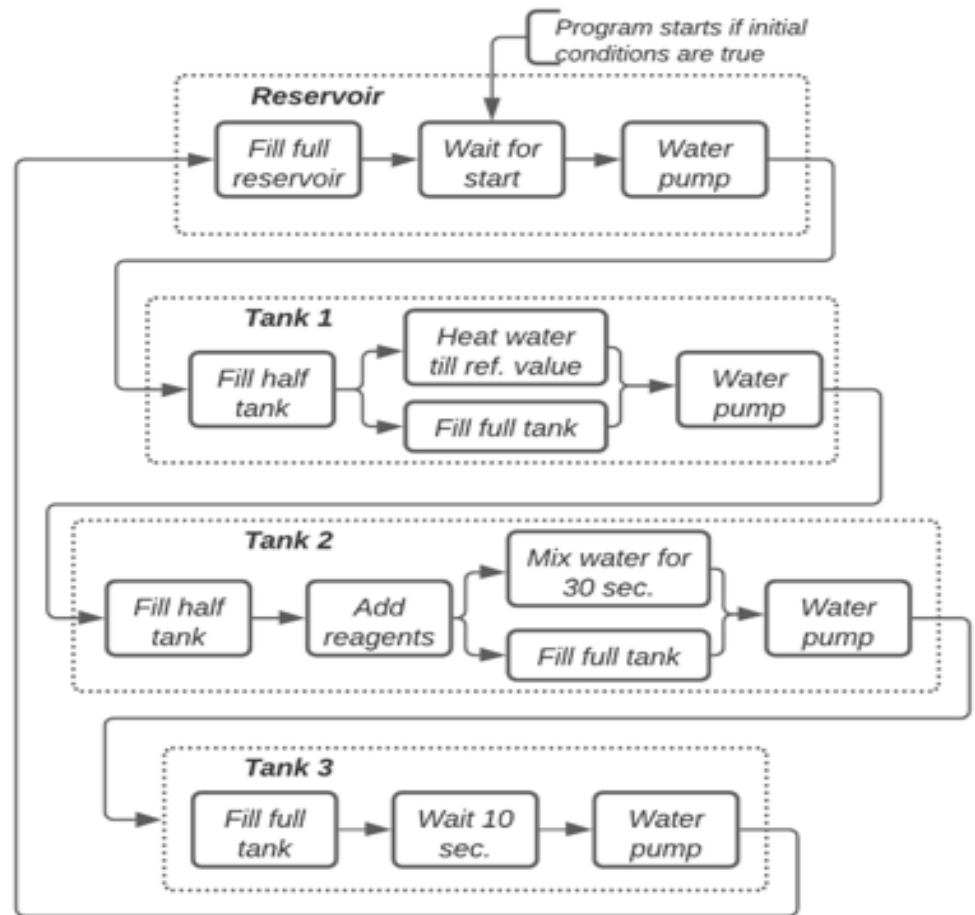 Program starts if initial
conditions are true
Reservoir
Fill full
reservoir
Wait for
start
Water
pump
Tank 1
Fill half
tank
Heat water
till ref. value
Fill full tank
Water
pump
Tank 2
Fill half
tank
Add
reagents
Mix water for
30 sec.
Fill full tank
Water
pump
Tank 3
Fill full
tank
Wait 10
sec.
Water
pump